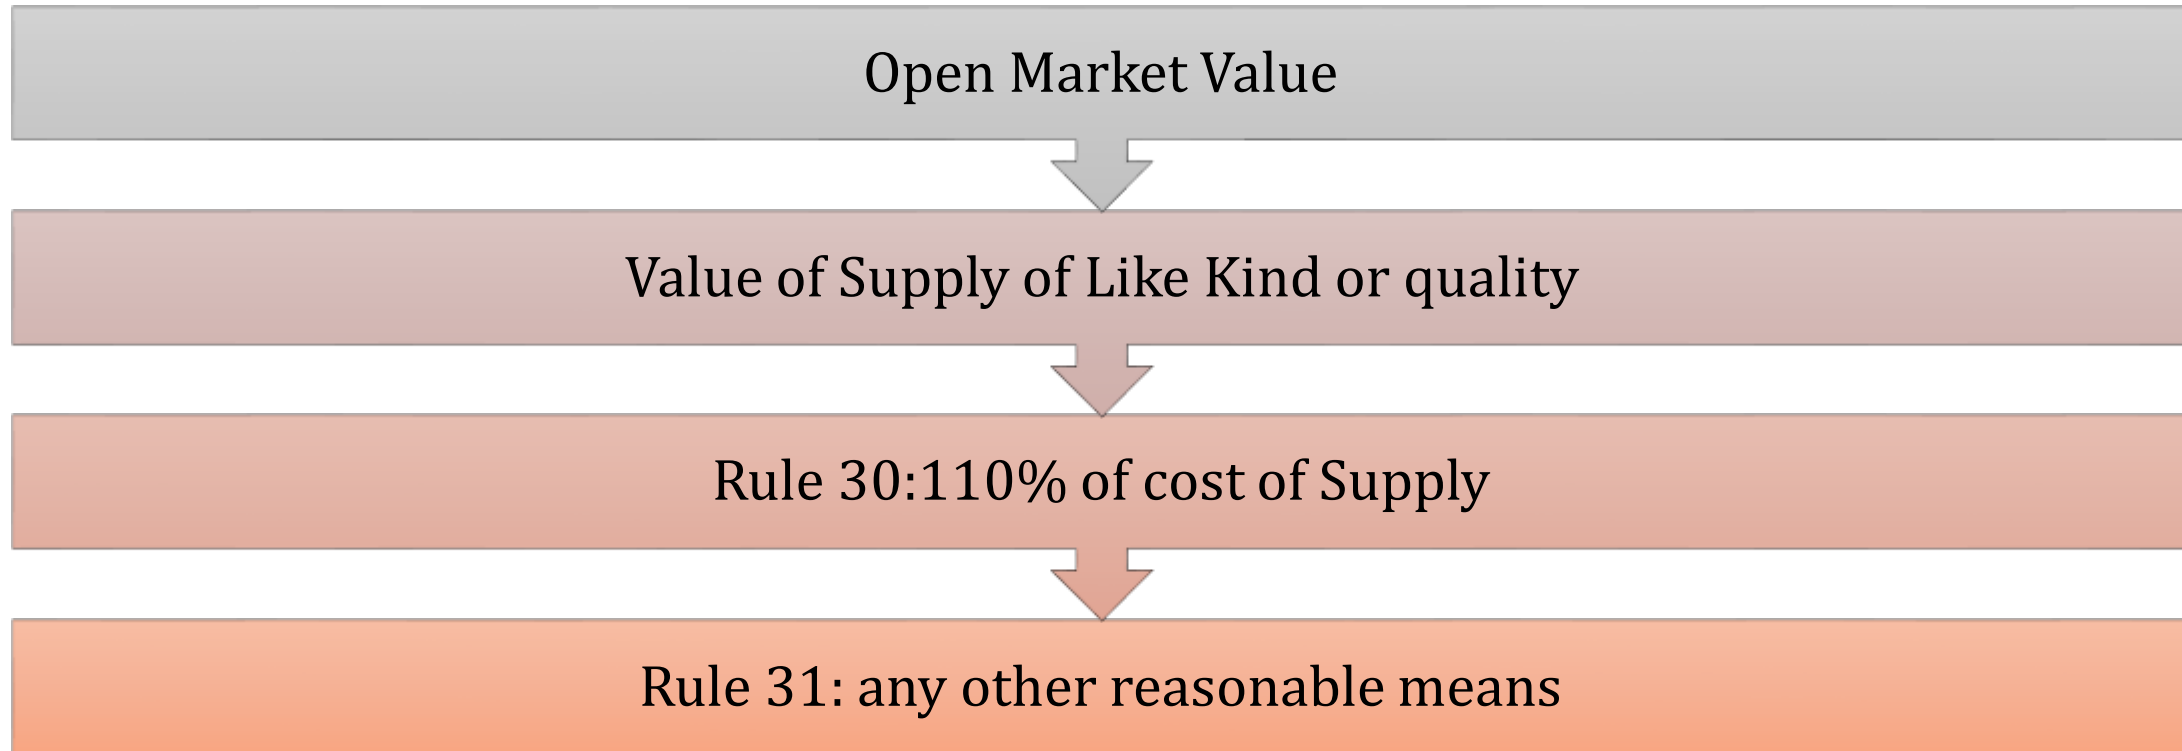 Open Market Value
Value of Supply of Like Kind or quality
Rule 30:110% of cost of Supply
Rule 31: any other reasonable means